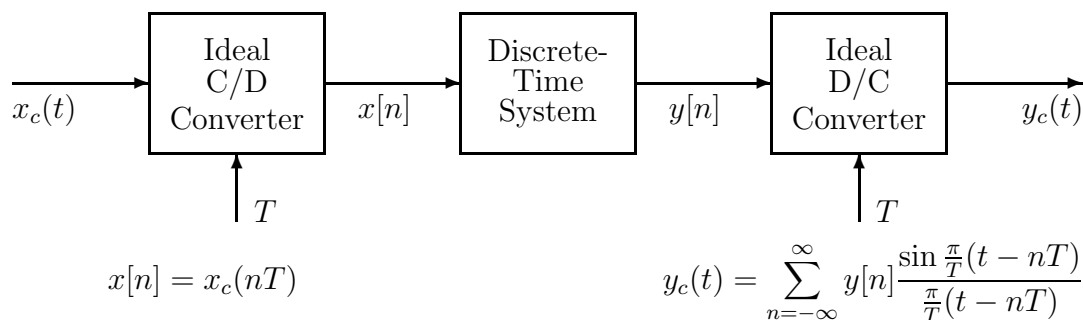 Ideal
C/D
Converter
Discrete-
Time
System
Ideal
D/C
Converter
x_c(t)
x[n]
y[n]
y_c(t)
T
T
x[n] = x_c(nT)
y_c(t) = \sum_{n=-\infty}^{\infty} y[n] \frac{\sin \frac{\pi}{T}(t - nT)}{\frac{\pi}{T}(t - nT)}